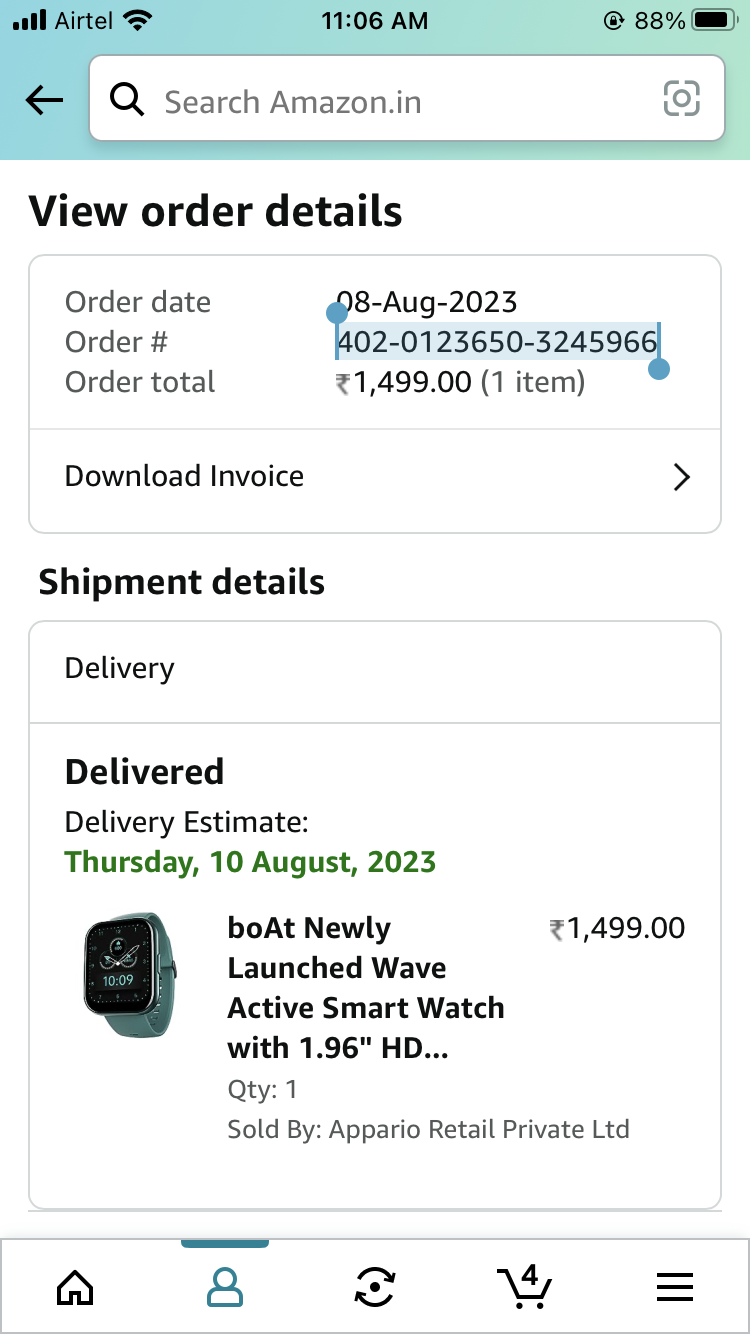 Airtel 11:06 AM 88%
Search Amazon.in
View order details
Order date 08-Aug-2023
Order # 402-0123650-3245966
Order total ₹1,499.00 (1 item)
Download Invoice
Shipment details
Delivery
Delivered
Delivery Estimate:
Thursday, 10 August, 2023
boAt Newly ₹1,499.00
Launched Wave
Active Smart Watch
with 1.96" HD...
Qty: 1
Sold By: Appario Retail Private Ltd
10:09
4